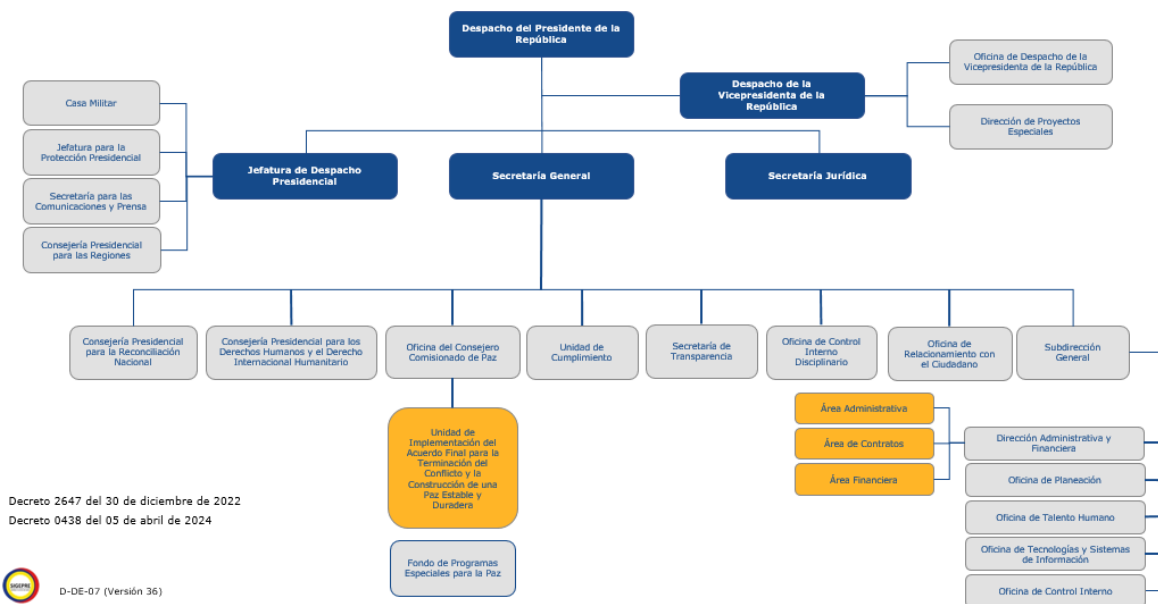 Despacho del Presidente de la
República
Despacho de la
Vicepresidenta de la
República
Oficina de Despacho de la
Vicepresidenta de la República
Dirección de Proyectos
Especiales
Casa Militar
Jefatura para la
Protección Presidencial
Secretaría para las
Comunicaciones y Prensa
Consejería Presidencial
para las Regiones
Jefatura de Despacho
Presidencial
Secretaría General
Secretaría Jurídica
Consejería Presidencial
para la Reconciliación
Nacional
Consejería Presidencial para los
Derechos Humanos y el Derecho
Internacional Humanitario
Oficina del Consejero
Comisionado de Paz
Unidad de
Cumplimiento
Secretaría de
Transparencia
Oficina de Control
Interno
Disciplinario
Oficina de
Relacionamiento con
el Ciudadano
Subdirección
General
Unidad de
Implementación del
Acuerdo Final para la
Terminación del
Conflicto y la
Construcción de una
Paz Estable y
Duradera
Fondo de Programas
Especiales para la Paz
Área Administrativa
Área de Contratos
Área Financiera
Dirección Administrativa y
Financiera
Oficina de Planeación
Oficina de Talento Humano
Oficina de Tecnologías y Sistemas
de Información
Oficina de Control Interno
Decreto 2647 del 30 de diciembre de 2022
Decreto 0438 del 05 de abril de 2024
SIGEPRE
D-DE-07 (Versión 36)